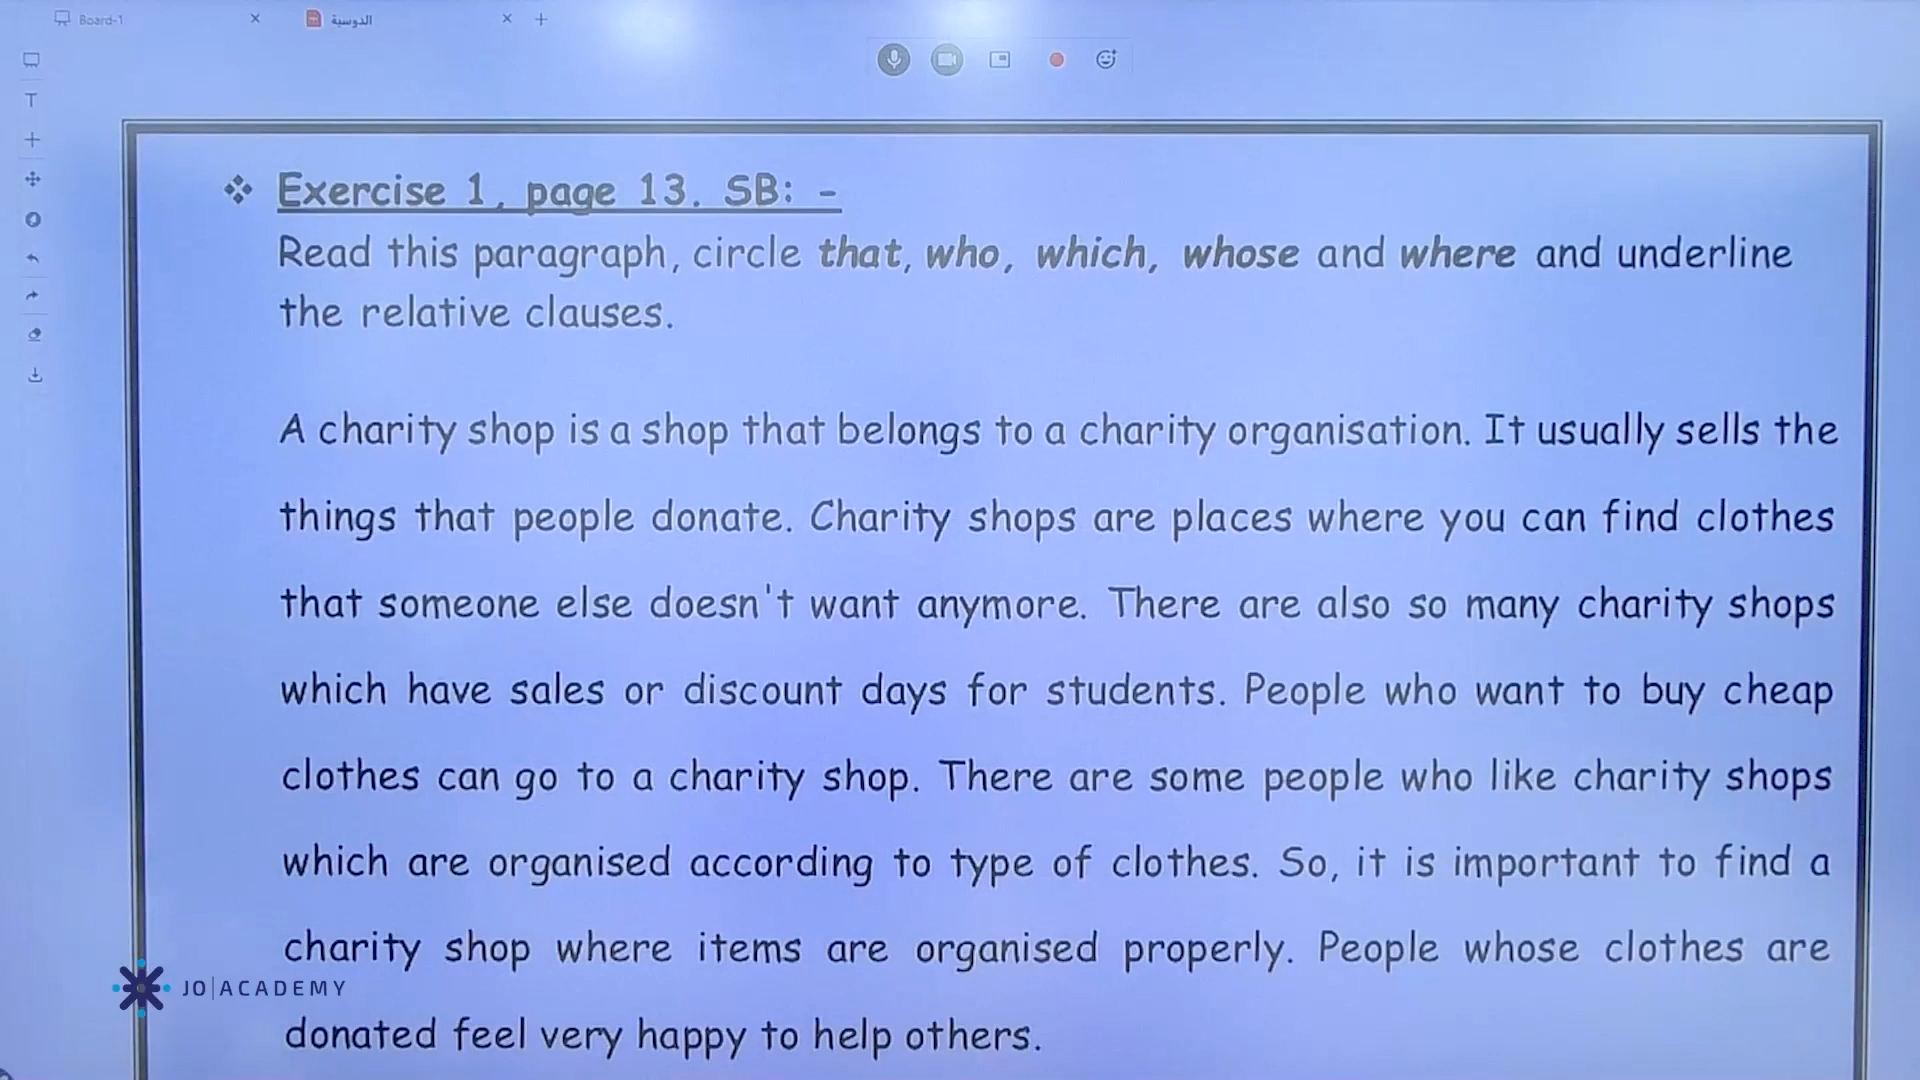 Board-1
الدوسية
Exercise 1, page 13. SB: -
Read this paragraph, circle that, who, which, whose and where and underline
the relative clauses.
A charity shop is a shop that belongs to a charity organisation. It usually sells the
things that people donate. Charity shops are places where you can find clothes
that someone else doesn't want anymore. There are also so many charity shops
which have sales or discount days for students. People who want to buy cheap
clothes can go to a charity shop. There are some people who like charity shops
which are organised according to type of clothes. So, it is important to find a
charity shop where items are organised properly. People whose clothes are
donated feel very happy to help others.
JO|ACADEMY